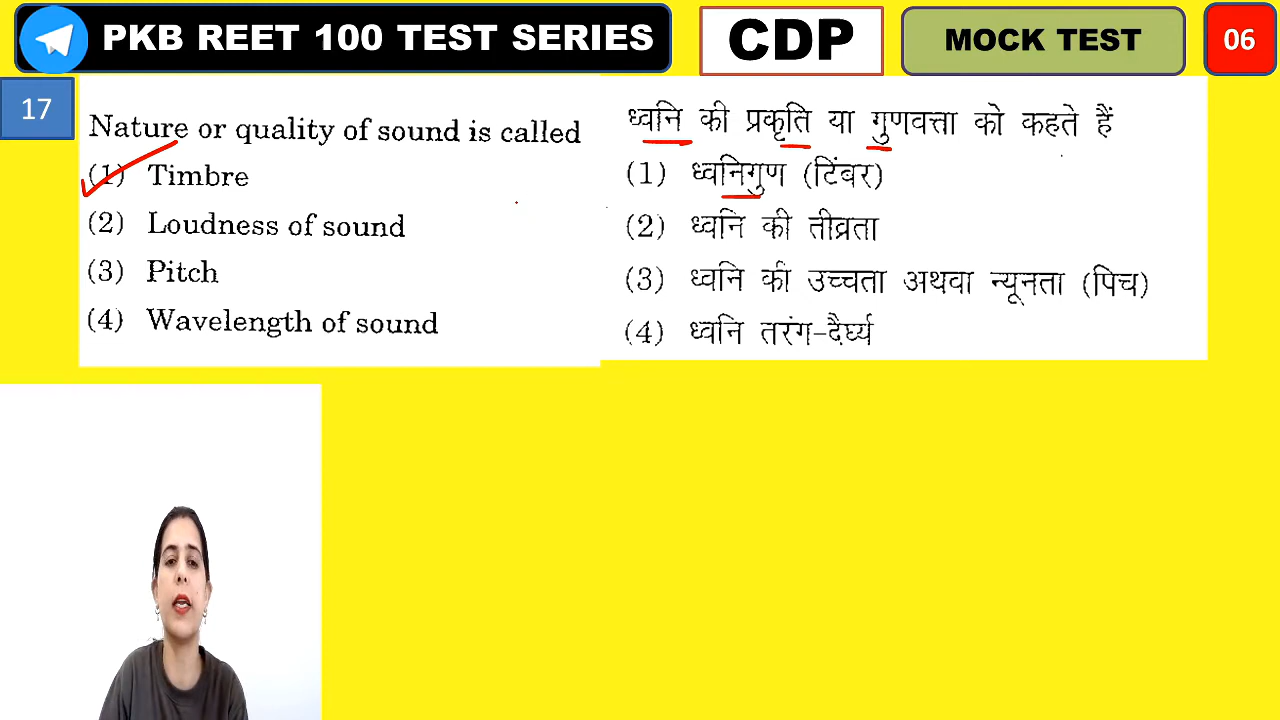 PKB REET 100 TEST SERIES
CDP
MOCK TEST
06
17
Nature or quality of sound is called
(1) Timbre
(2) Loudness of sound
(3) Pitch
(4) Wavelength of sound
ध्वनि की प्रकृति या गुणवत्ता को कहते हैं
(1) ध्वनिगुण (टिंबर)
(2) ध्वनि की तीव्रता
(3) ध्वनि की उच्चता अथवा न्यूनता (पिच)
(4) ध्वनि तरंग-दैर्घ्य